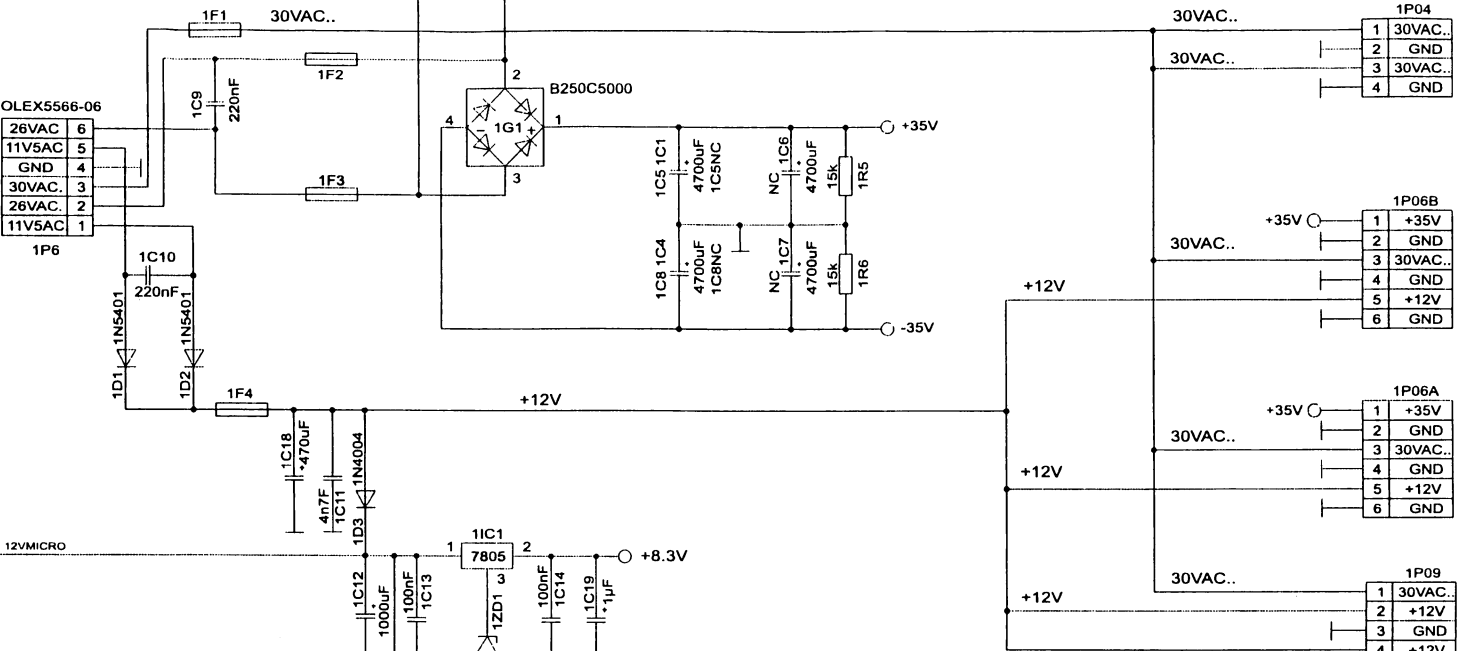 1F1
30VAC..
30VAC..
1P04
1 30VAC..
2 GND
3 30VAC..
4 GND
30VAC..
1F2
1C9
220nF
OLEX5566-06
26VAC 6
11V5AC 5
GND 4
30VAC. 3
26VAC. 2
11V5AC 1
1P6
2
B250C5000
4
-
1G1
+
1
3
1F3
+35V
1C5 1C1
+
4700uF
1C5NC
NC 1C6
+
4700uF
15k
1R5
1C8 1C4
+
4700uF
1C8NC
NC 1C7
+
4700uF
15k
1R6
-35V
1P06B
+35V
1 +35V
2 GND
3 30VAC..
4 GND
5 +12V
6 GND
30VAC..
+12V
1C10
220nF
1N5401
1D1
1N5401
1D2
1F4
+12V
1P06A
+35V
1 +35V
2 GND
3 30VAC..
4 GND
5 +12V
6 GND
30VAC..
+12V
1C18
+470uF
4n7F
1C11
1N4004
1D3
12VMICRO
1IC1
1
7805
2
3
+8.3V
1C12
+
1000uF
100nF
1C13
1ZD1
100nF
1C14
1C19
+1µF
30VAC..
+12V
1P09
1 30VAC..
2 +12V
3 GND
4 +12V